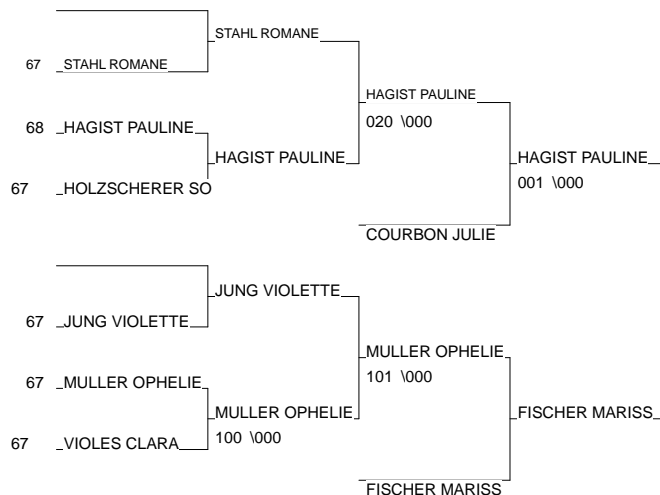 STAHL ROMANE
67 STAHL ROMANE
HAGIST PAULINE
020 \000
68 HAGIST PAULINE
HAGIST PAULINE
HAGIST PAULINE
001 \000
67 HOLZSCHERER SO
COURBON JULIE
JUNG VIOLETTE
67 JUNG VIOLETTE
MULLER OPHELIE
101 \000
67 MULLER OPHELIE
MULLER OPHELIE
100 \000
FISCHER MARISS
67 VIOLES CLARA
FISCHER MARISS